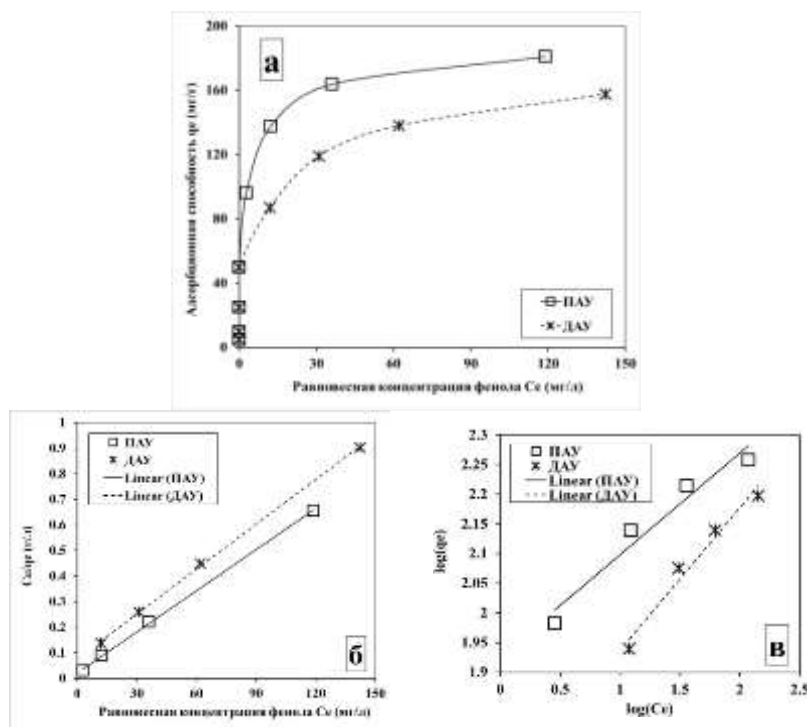 а
Адсорбционная способность qe (мг/г)
200
160
120
80
40
0
ПАУ
ДАУ
0 30 60 90 120 150
Равновесная концентрация фенола Ce (мг/л)
ПАУ
ДАУ
Linear (ПАУ)
Linear (ДАУ)
Ce/qe (г/л)
1
0.9
0.8
0.7
0.6
0.5
0.4
0.3
0.2
0.1
0
б
0 30 60 90 120 150
Равновесная концентрация фенола Ce (мг/л)
ПАУ
ДАУ
Linear (ПАУ)
Linear (ДАУ)
log(qe)
2.3
2.25
2.2
2.15
2.1
2.05
2
1.95
1.9
в
0 0.5 1 1.5 2 2.5
log(Ce)